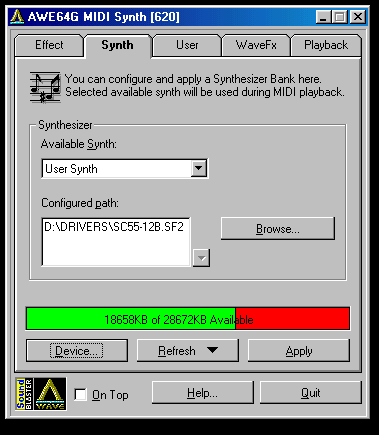 AWE64G MIDI Synth [620]
Effect Synth User WaveFx Playback
You can configure and apply a Synthesizer Bank here.
Selected available synth will be used during MIDI playback.
Synthesizer
Available Synth:
User Synth
Configured path:
D:\DRIVERS\SC55-12B.SF2
Browse...
18658KB of 28672KB Available
Device... Refresh Apply
Sound BLASTER
AWE
WAVE
On Top
Help... Quit